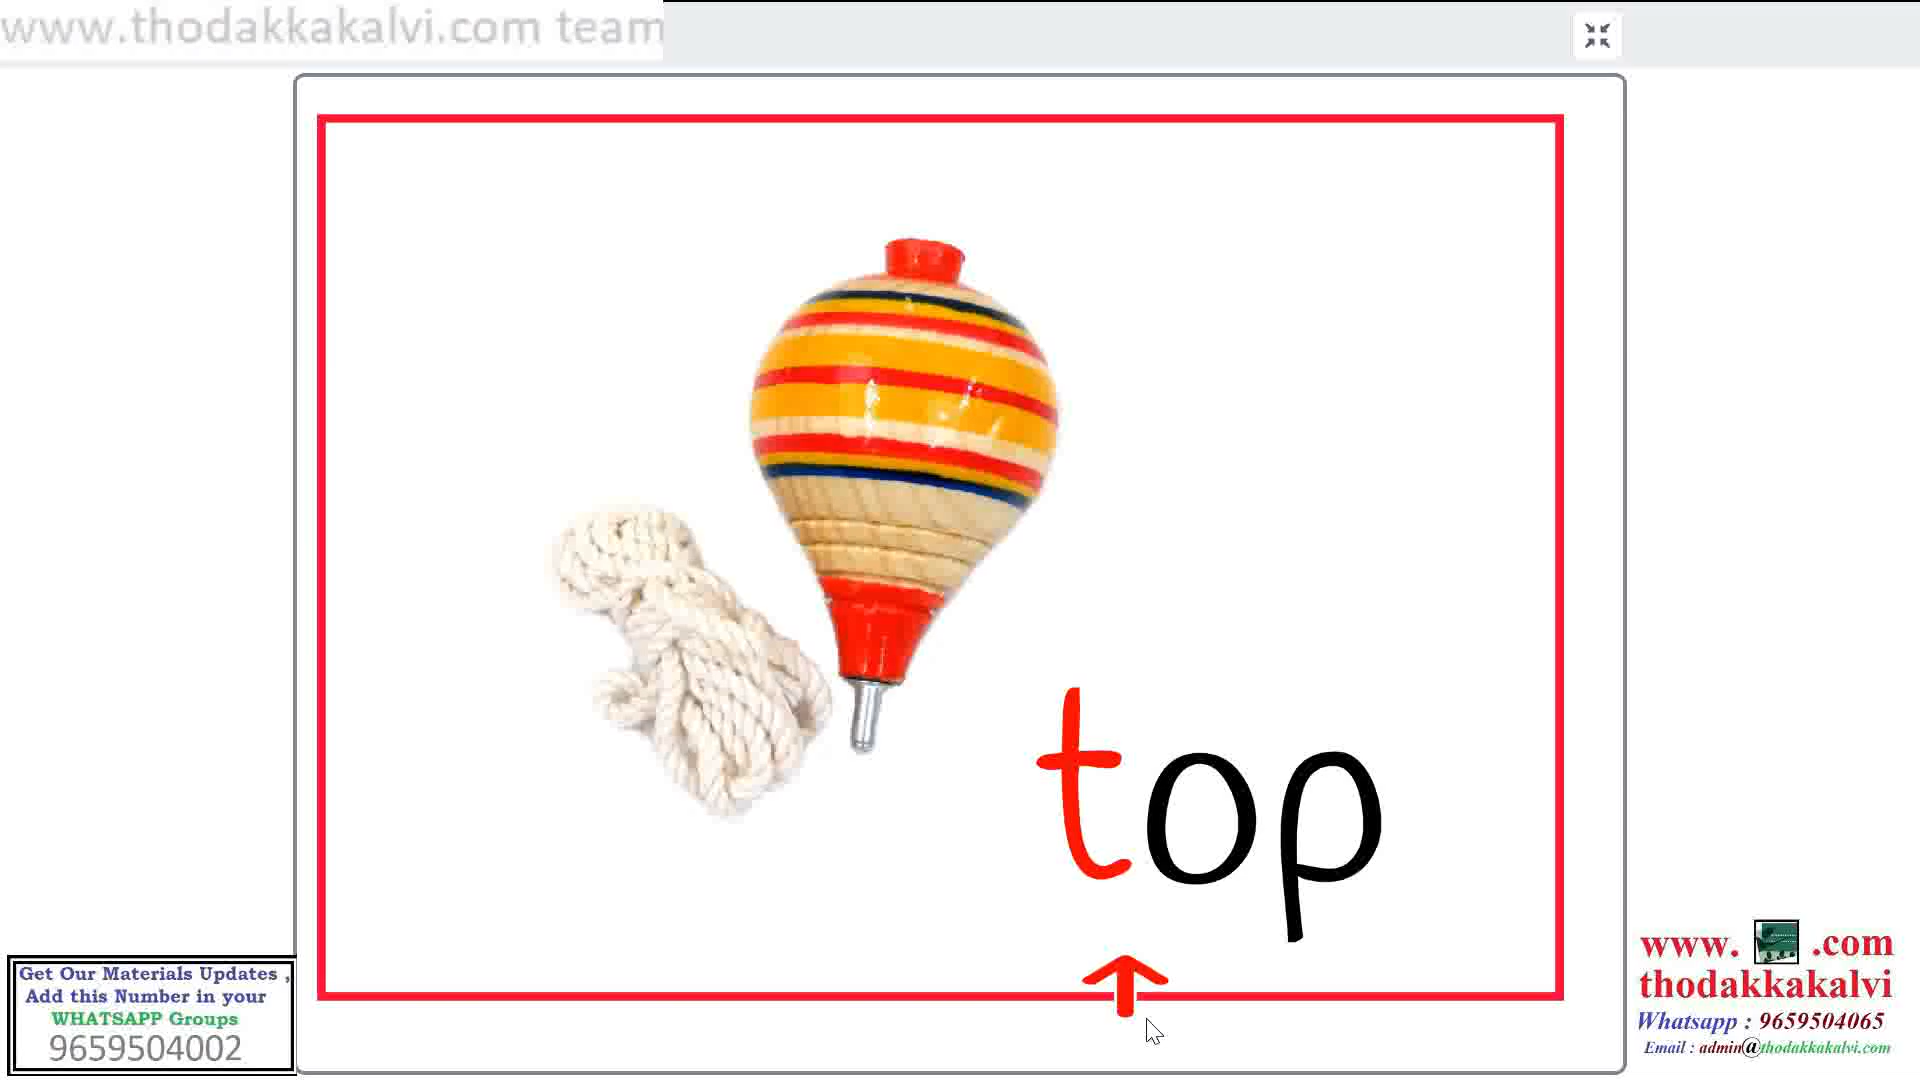 www.thodakkakalvi.com team
top
Get Our Materials Updates ,
Add this Number in your
WHATSAPP Groups
9659504002
www. .com
thodakkakalvi
Whatsapp : 9659504065
Email : admin@thodakkakalvi.com